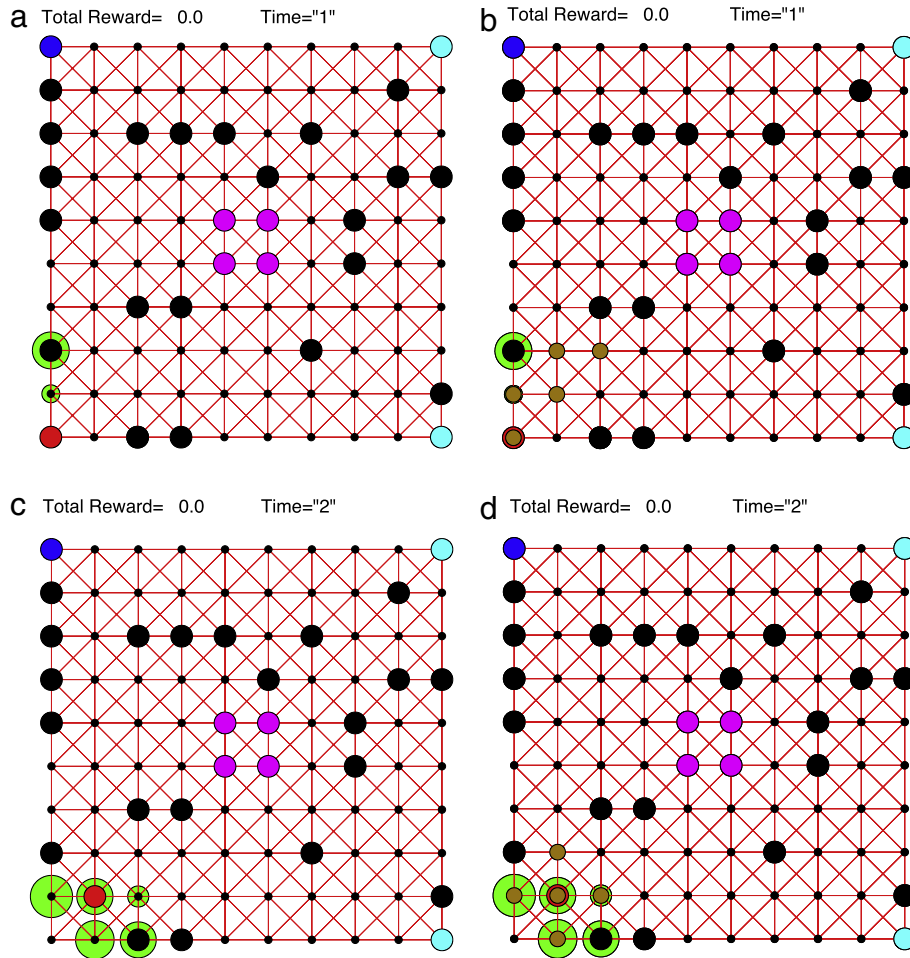 a Total Reward= 0.0 Time="1"
b Total Reward= 0.0 Time="1"
c Total Reward= 0.0 Time="2"
d Total Reward= 0.0 Time="2"